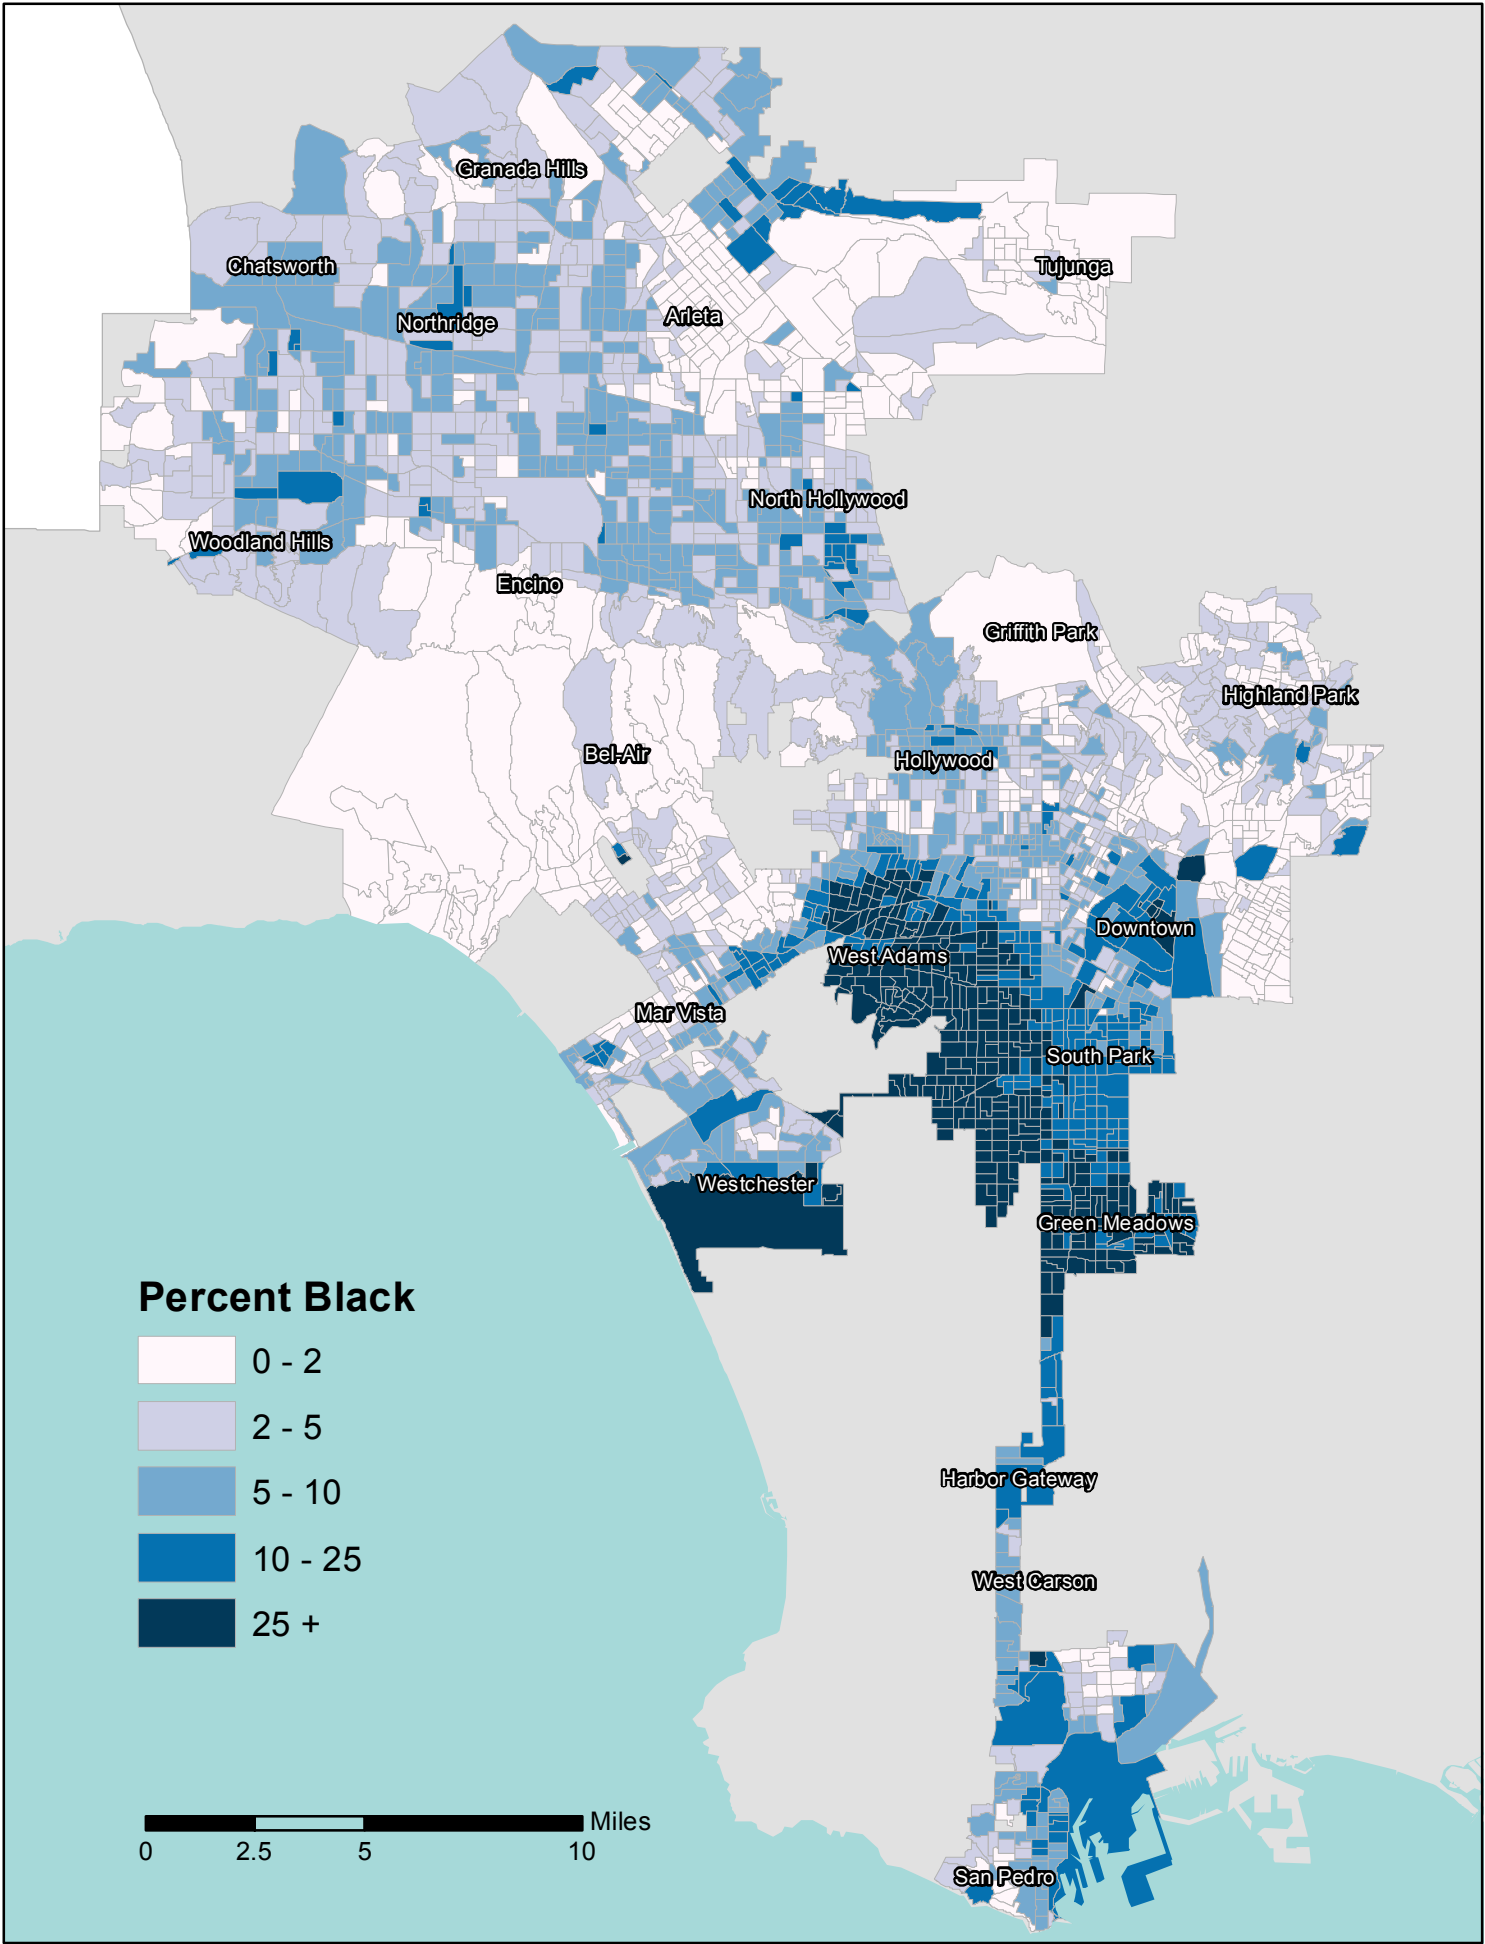 Granada Hills
Chatsworth
Tujunga
Arleta
Northridge
North Hollywood
Woodland Hills
Encino
Griffith Park
Highland Park
Bel-Air
Hollywood
Downtown
West Adams
Mar Vista
South Park
Westchester
Green Meadows
Percent Black
0 - 2
2 - 5
5 - 10
10 - 25
25 +
Harbor Gateway
West Carson
Miles
0 2.5 5 10
San Pedro